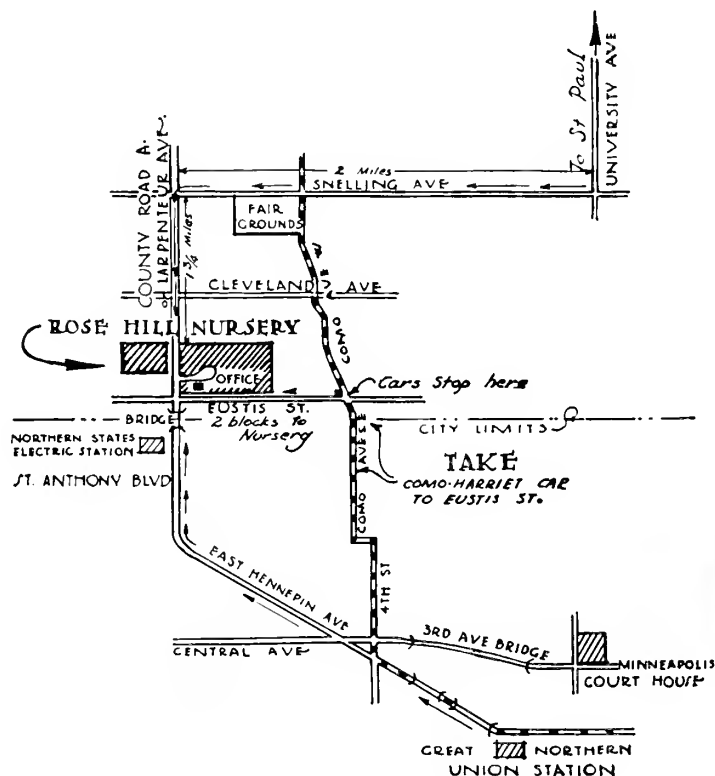 To St Paul
UNIVERSITY AVE
COUNTY ROAD A.
or LARPENTEUR AVE.
2 Miles
SNELLING AVE
FAIR
GROUNDS
1 3/4 Miles
CLEVELAND AVE
COMO AVE W
ROSE HILL NURSERY
OFFICE
Cars Stop here
EUSTIS ST.
2 blocks to
Nursery
BRIDGE
CITY LIMITS
NORTHERN STATES
ELECTRIC STATION
ST. ANTHONY BLVD
TAKE
COMO-HARRIET CAR
TO EUSTIS ST.
COMO AVE S E
EAST HENNEPIN AVE
4TH ST
3RD AVE BRIDGE
CENTRAL AVE
MINNEAPOLIS
COURT HOUSE
GREAT NORTHERN
UNION STATION